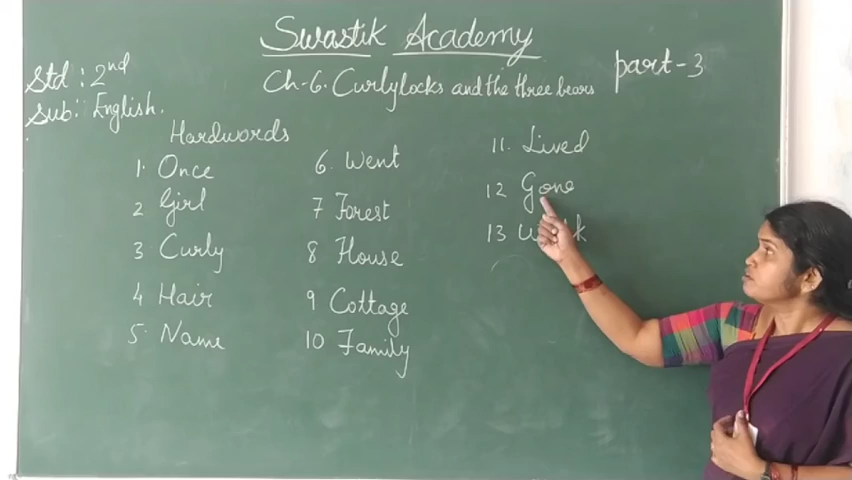 Swastik Academy
Std : 2nd
Ch-6. Curlylocks and the three bears
part-3
Sub: English.
Hardwords
1. Once
2 Girl
3 Curly
4 Hair
5. Name
6. Went
7 Forest
8 House
9 Cottage
10 Family
11. Lived
12 Gone
13